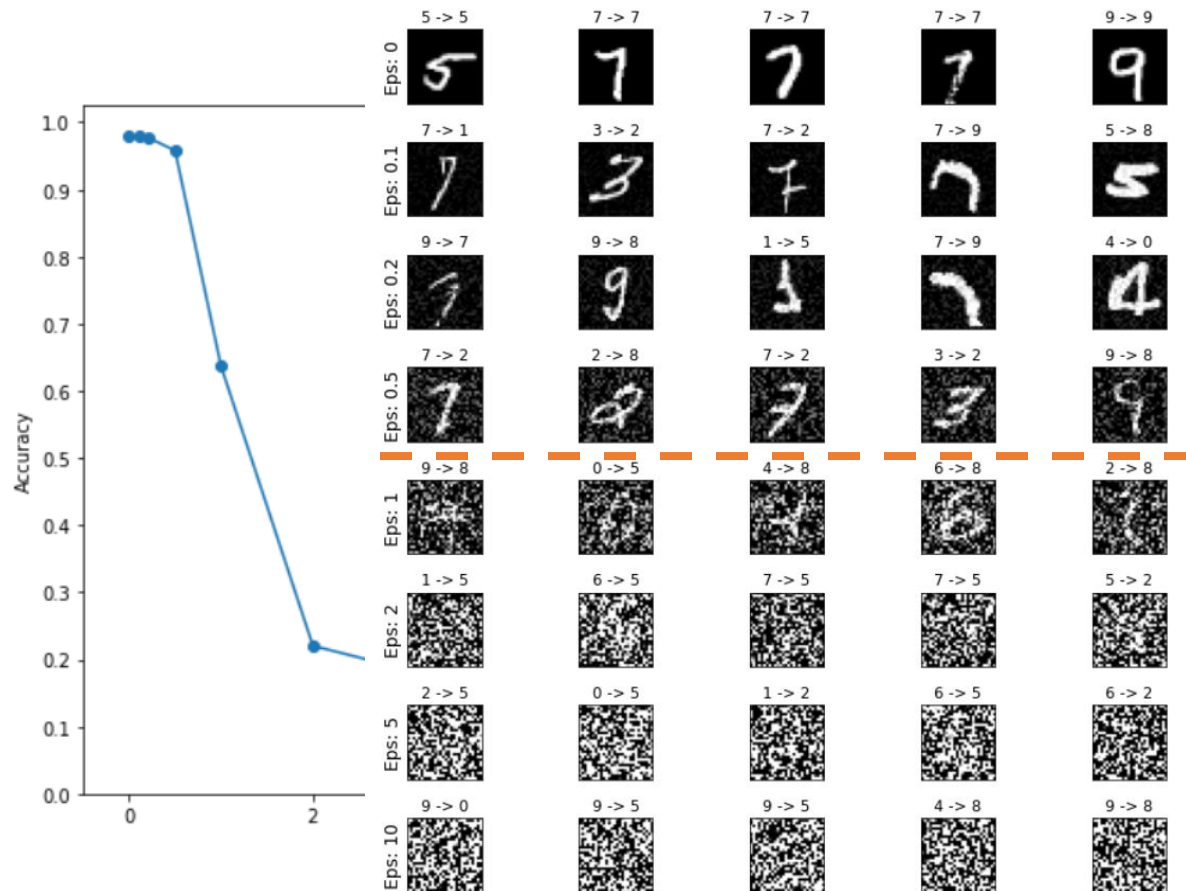 1.0
0.9
0.8
0.7
0.6
0.5
0.4
0.3
0.2
0.1
0.0
Accuracy
0 2
5 -> 5 7 -> 7 7 -> 7 7 -> 7 9 -> 9
Eps: 0
7 -> 1 3 -> 2 7 -> 2 7 -> 9 5 -> 8
Eps: 0.1
9 -> 7 9 -> 8 1 -> 5 7 -> 9 4 -> 0
Eps: 0.2
7 -> 2 2 -> 8 7 -> 2 3 -> 2 9 -> 8
Eps: 0.5
9 -> 8 0 -> 5 4 -> 8 6 -> 8 2 -> 8
Eps: 1
1 -> 5 6 -> 5 7 -> 5 7 -> 5 5 -> 2
Eps: 2
2 -> 5 0 -> 5 1 -> 2 6 -> 5 6 -> 2
Eps: 5
9 -> 0 9 -> 5 9 -> 5 4 -> 8 9 -> 8
Eps: 10